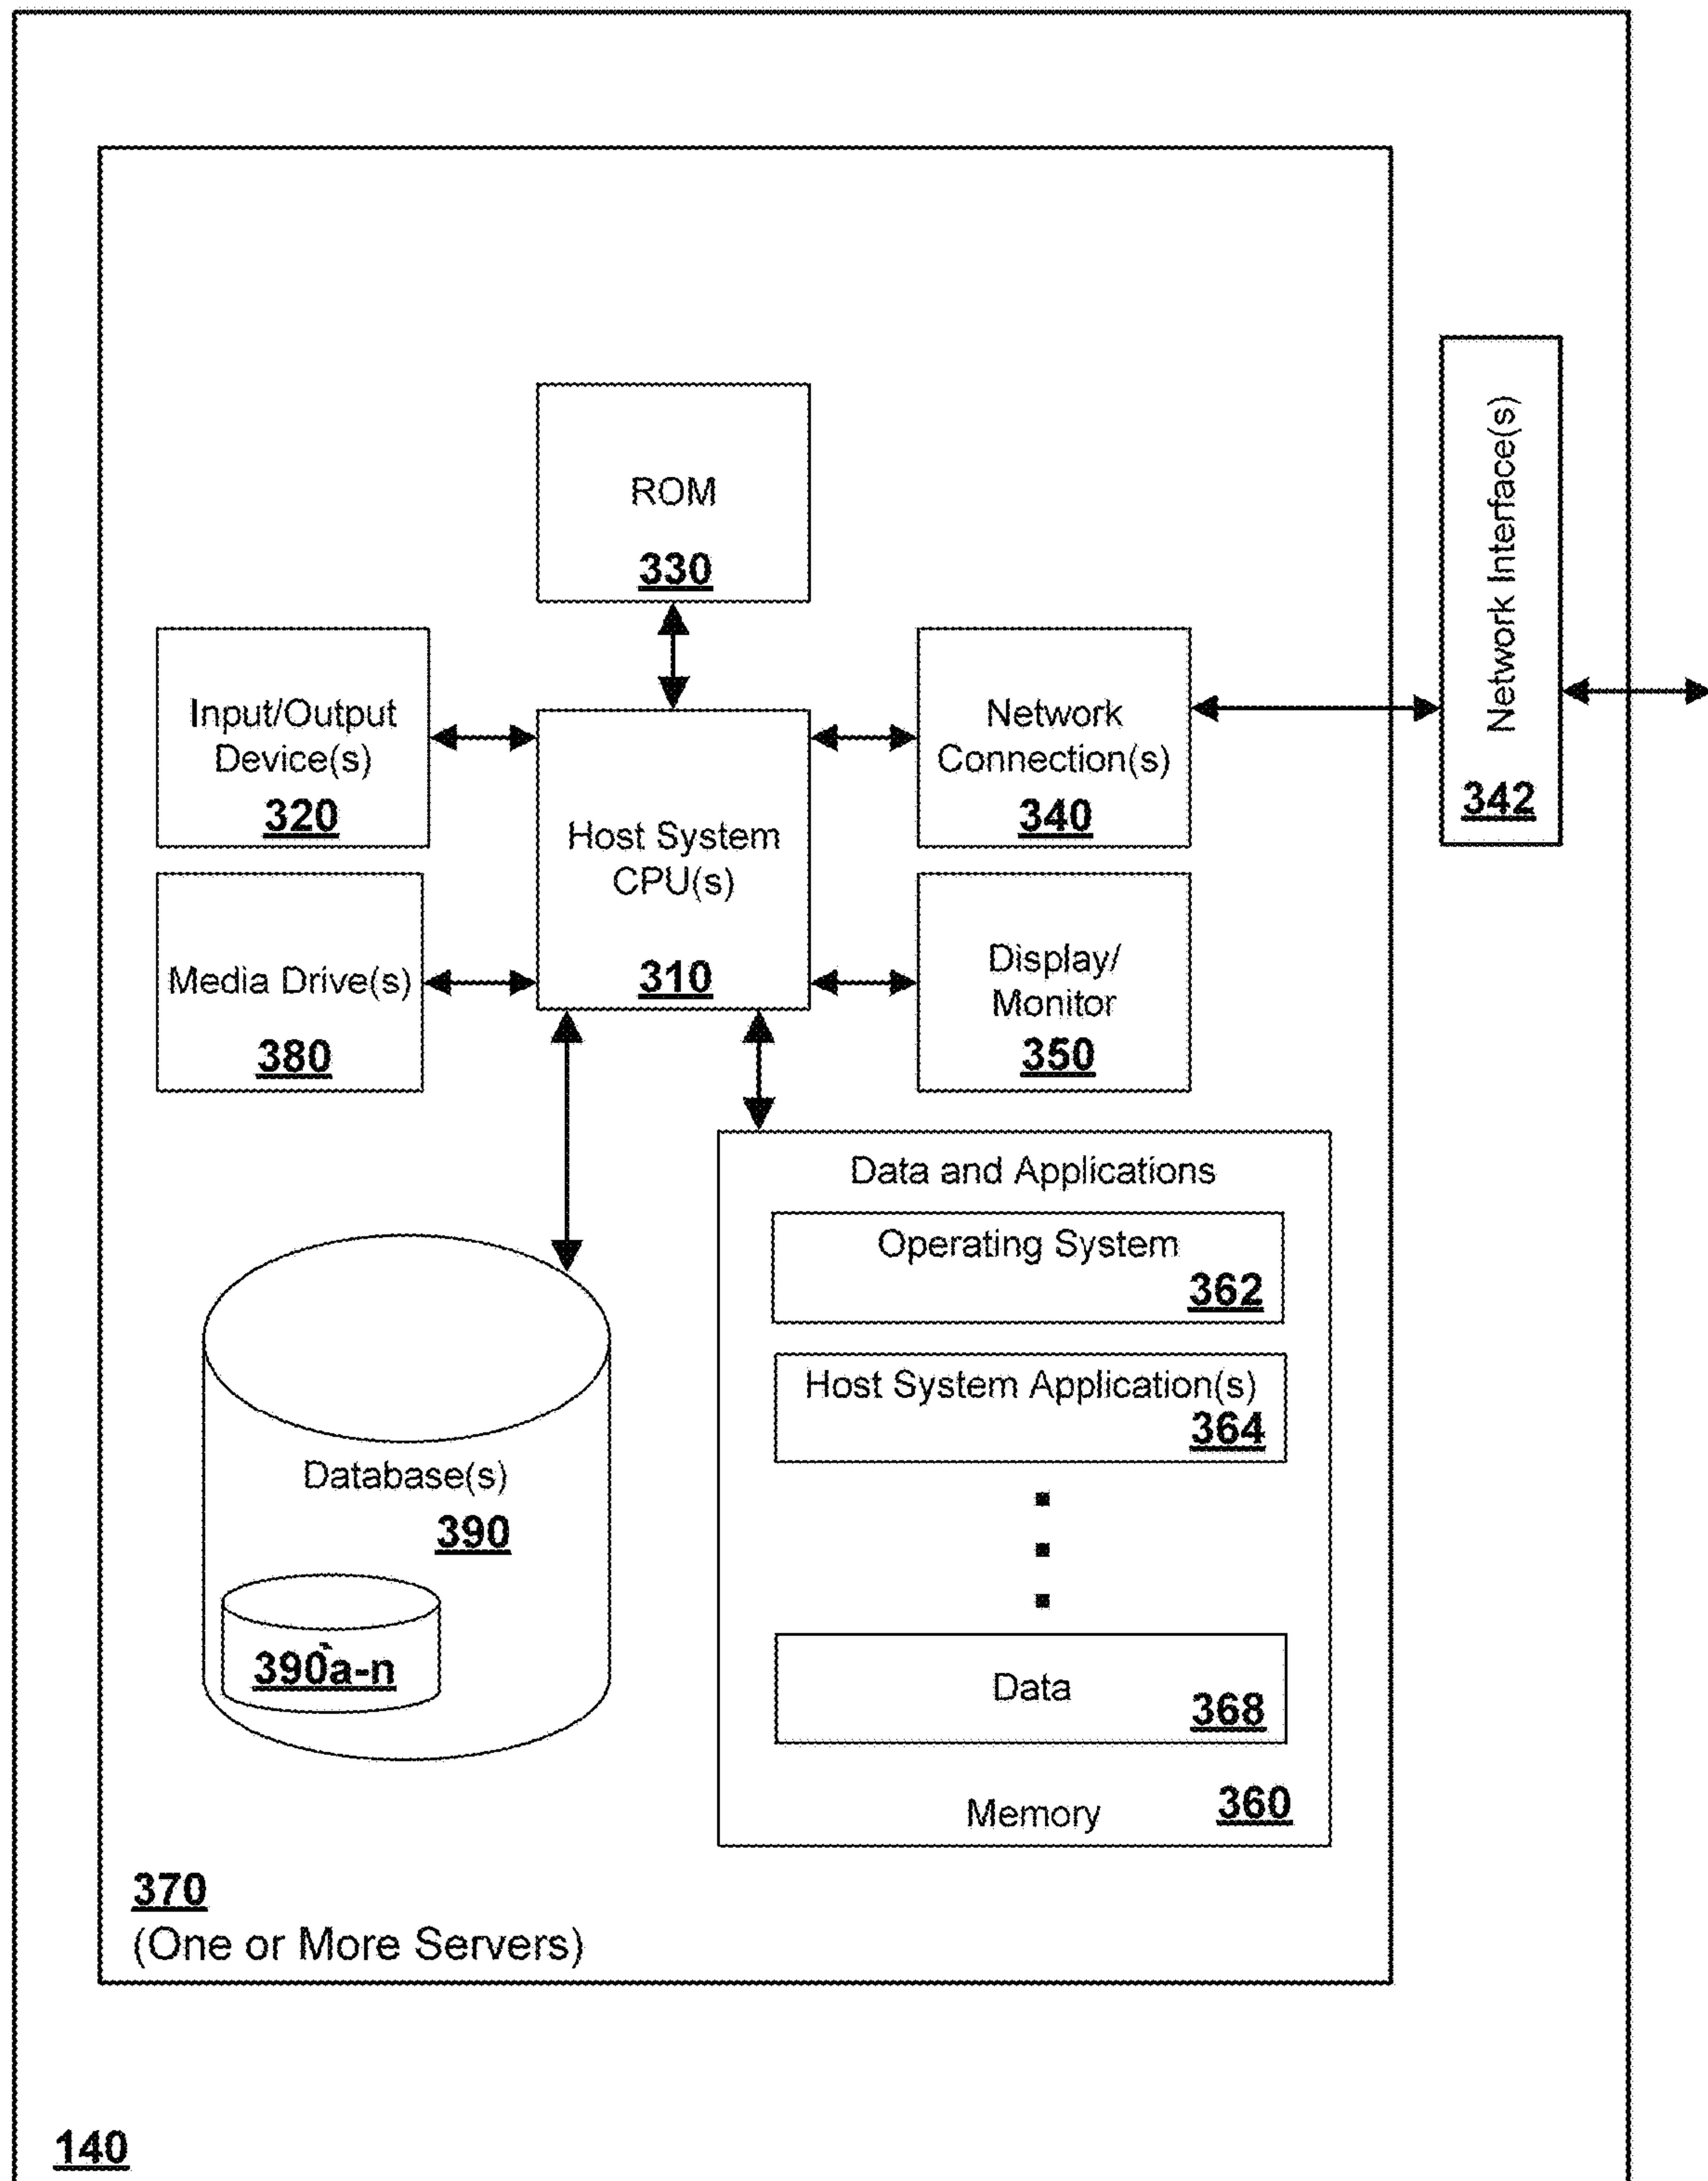 ROM
330
Input/Output
Device(s)
320
Host System
CPU(s)
310
Network
Connection(s)
340
Network Interface(s)
342
Media Drive(s)
380
Display/
Monitor
350
Data and Applications
Operating System
362
Host System Application(s)
364
Data
368
Memory
360
Database(s)
390
390a-n
370
(One or More Servers)
140